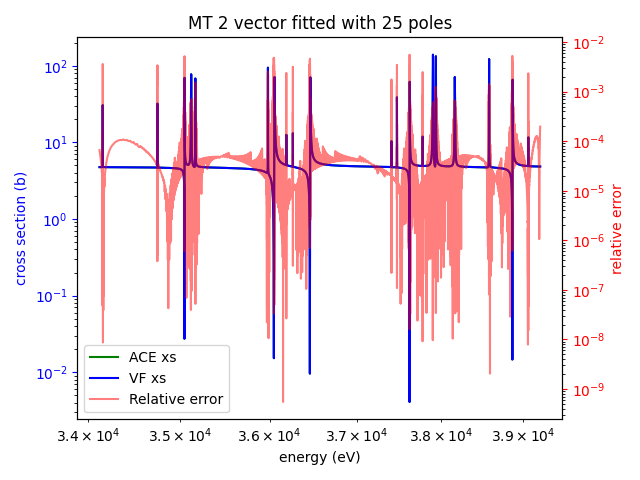 MT 2 vector fitted with 25 poles
cross section (b)
10²
10¹
10⁰
10⁻¹
10⁻²
relative error
10⁻²
10⁻³
10⁻⁴
10⁻⁵
10⁻⁶
10⁻⁷
10⁻⁸
10⁻⁹
ACE xs
VF xs
Relative error
3.4 × 10⁴ 3.5 × 10⁴ 3.6 × 10⁴ 3.7 × 10⁴ 3.8 × 10⁴ 3.9 × 10⁴
energy (eV)